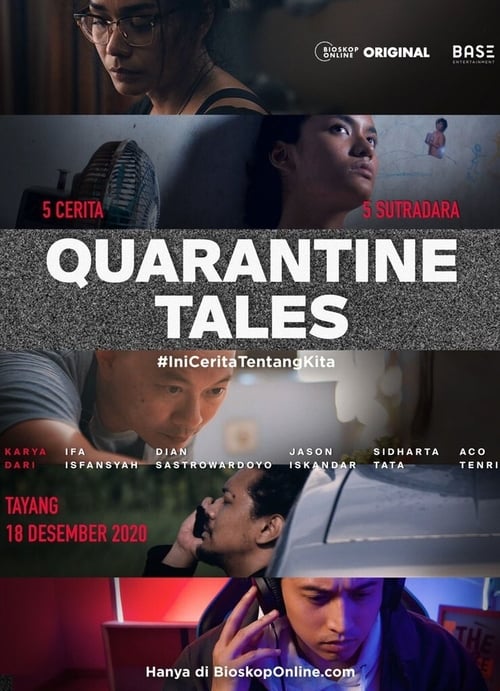 BIOSKOP
ONLINE
ORIGINAL
BASE
ENTERTAINMENT
5 CERITA
5 SUTRADARA
QUARANTINE
TALES
#IniCeritaTentangKita
KARYA
DARI
IFA
ISFANSYAH
DIAN
SASTROWARDOYO
JASON
ISKANDAR
SIDHARTA
TATA
ACO
TENRI
TAYANG
18 DESEMBER 2020
THE
Hanya di BioskopOnline.com